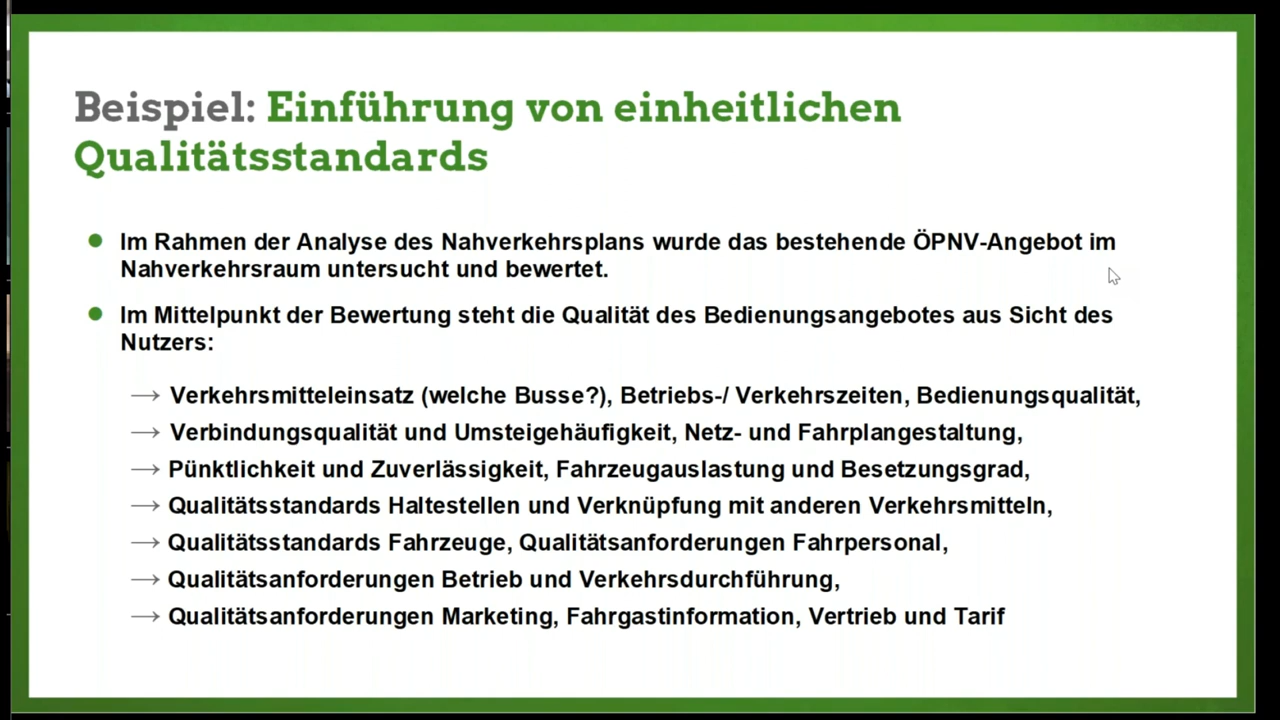 Beispiel: Einführung von einheitlichen
Qualitätsstandards
● Im Rahmen der Analyse des Nahverkehrsplans wurde das bestehende ÖPNV-Angebot im
Nahverkehrsraum untersucht und bewertet.
● Im Mittelpunkt der Bewertung steht die Qualität des Bedienungsangebotes aus Sicht des
Nutzers:
→ Verkehrsmitteleinsatz (welche Busse?), Betriebs-/ Verkehrszeiten, Bedienungsqualität,
→ Verbindungsqualität und Umsteigehäufigkeit, Netz- und Fahrplangestaltung,
→ Pünktlichkeit und Zuverlässigkeit, Fahrzeugauslastung und Besetzungsgrad,
→ Qualitätsstandards Haltestellen und Verknüpfung mit anderen Verkehrsmitteln,
→ Qualitätsstandards Fahrzeuge, Qualitätsanforderungen Fahrpersonal,
→ Qualitätsanforderungen Betrieb und Verkehrsdurchführung,
→ Qualitätsanforderungen Marketing, Fahrgastinformation, Vertrieb und Tarif